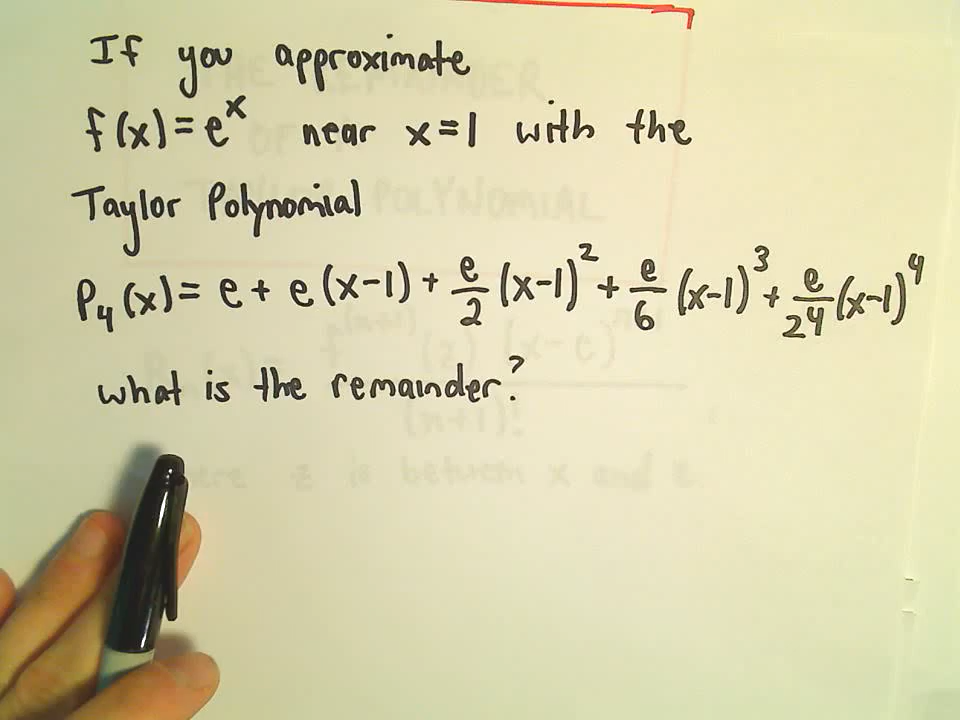 If you approximate
f(x)=e^x near x=1 with the
Taylor Polynomial
P₄(x)= e + e(x-1) + e/2 (x-1)² + e/6 (x-1)³ + e/24 (x-1)⁴
what is the remainder?